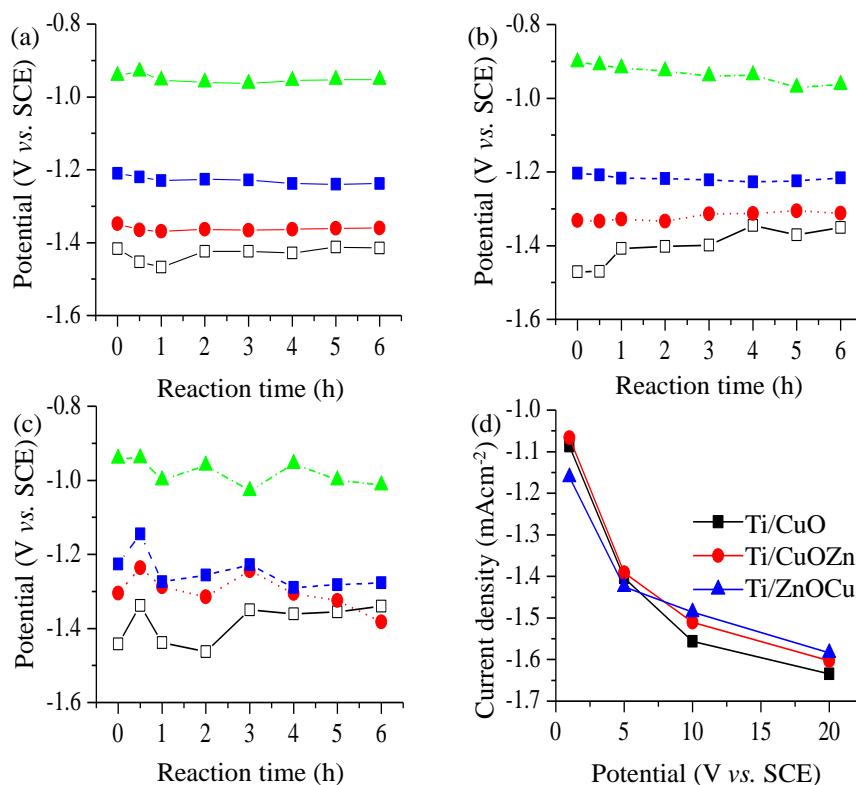 (a)
-0.8
-1.0
-1.2
-1.4
-1.6
Potential (V vs. SCE)
0 1 2 3 4 5 6
Reaction time (h)
(b)
-0.8
-1.0
-1.2
-1.4
-1.6
Potential (V vs. SCE)
0 1 2 3 4 5 6
Reaction time (h)
(c)
-0.8
-1.0
-1.2
-1.4
-1.6
Potential (V vs. SCE)
0 1 2 3 4 5 6
Reaction time (h)
(d)
-1.0
-1.1
-1.2
-1.3
-1.4
-1.5
-1.6
-1.7
Current density (mAcm-2)
Ti/CuO
Ti/CuOZn
Ti/ZnOCu
0 5 10 15 20
Potential (V vs. SCE)